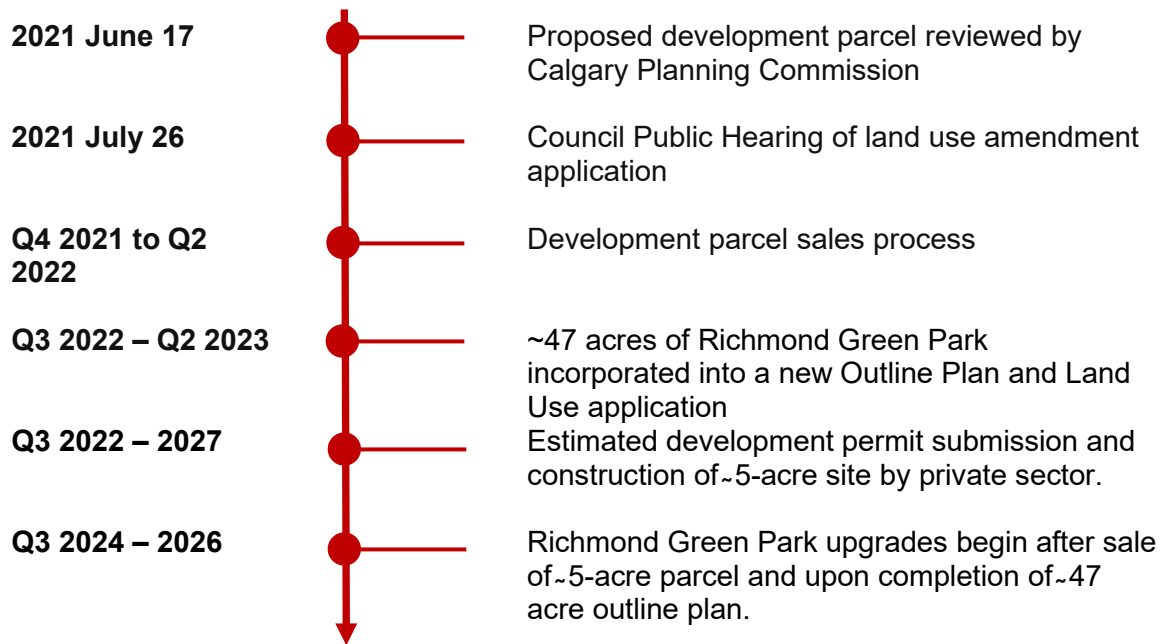 2021 June 17
Proposed development parcel reviewed by
Calgary Planning Commission
2021 July 26
Council Public Hearing of land use amendment
application
Q4 2021 to Q2
2022
Development parcel sales process
Q3 2022 – Q2 2023
~47 acres of Richmond Green Park
incorporated into a new Outline Plan and Land
Use application
Q3 2022 – 2027
Estimated development permit submission and
construction of ~5-acre site by private sector.
Q3 2024 – 2026
Richmond Green Park upgrades begin after sale
of ~5-acre parcel and upon completion of ~47
acre outline plan.